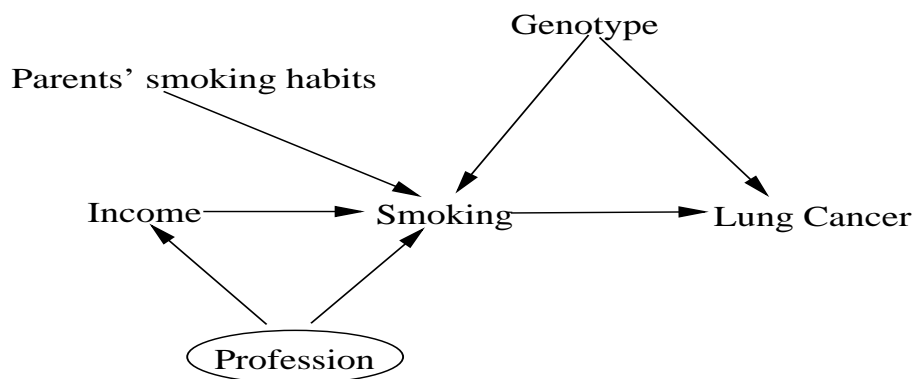 Genotype
Parents’ smoking habits
Income
Smoking
Lung Cancer
Profession